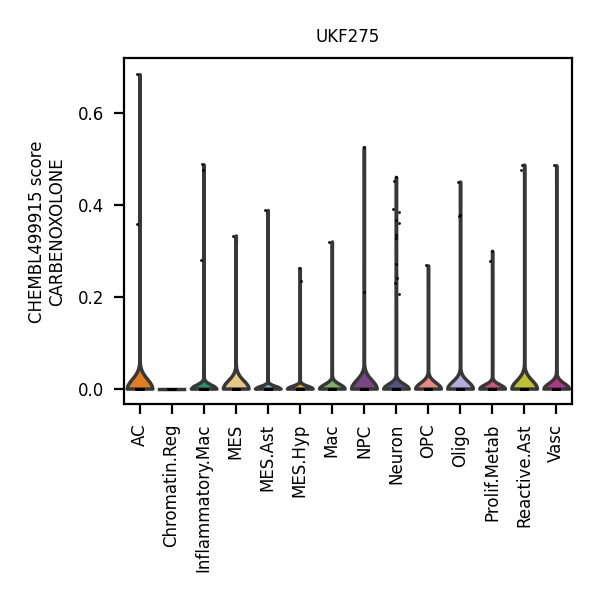 UKF275
CHEMBL499915 score
CARBENOXOLONE
0.6
0.4
0.2
0.0
AC
Chromatin.Reg
Inflammatory.Mac
MES
MES.Ast
MES.Hyp
Mac
NPC
Neuron
OPC
Oligo
Prolif.Metab
Reactive.Ast
Vasc